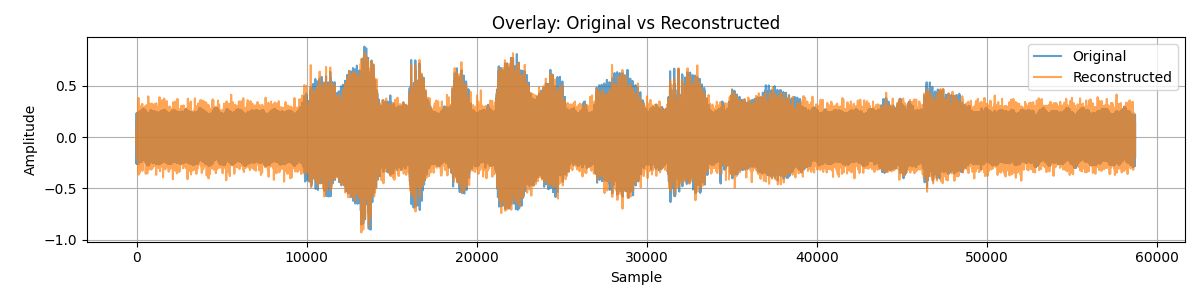 Overlay: Original vs Reconstructed
Original
Reconstructed
Amplitude
0.5
0.0
−0.5
−1.0
0 10000 20000 30000 40000 50000 60000
Sample